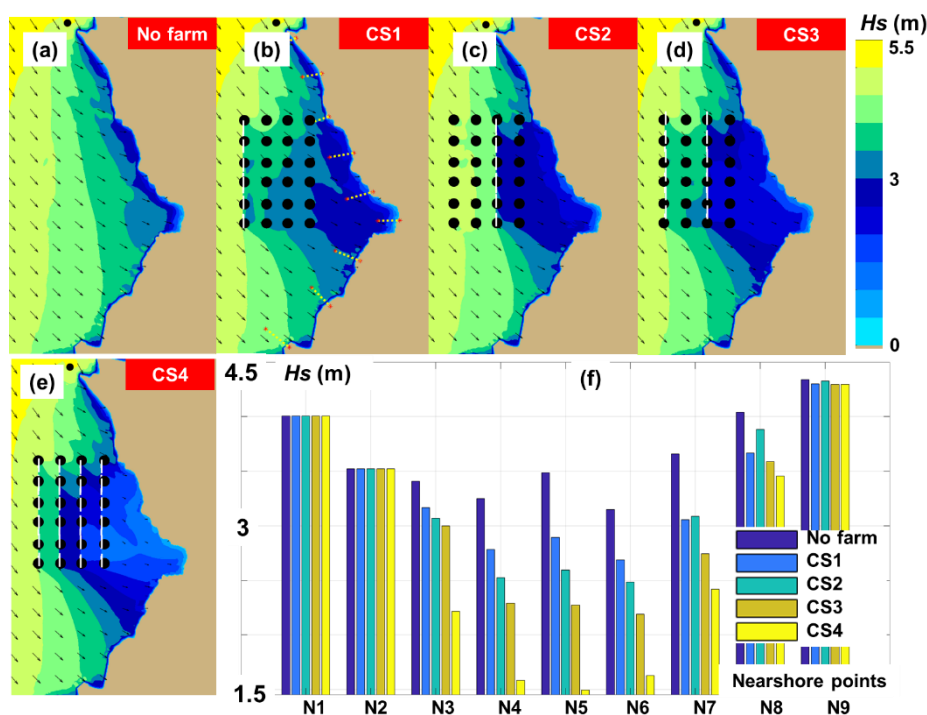 (a)
No farm
(b)
CS1
(c)
CS2
(d)
CS3
Hs (m)
5.5
3
0
(e)
CS4
4.5
Hs (m)
(f)
3
1.5
No farm
CS1
CS2
CS3
CS4
Nearshore points
N1 N2 N3 N4 N5 N6 N7 N8 N9